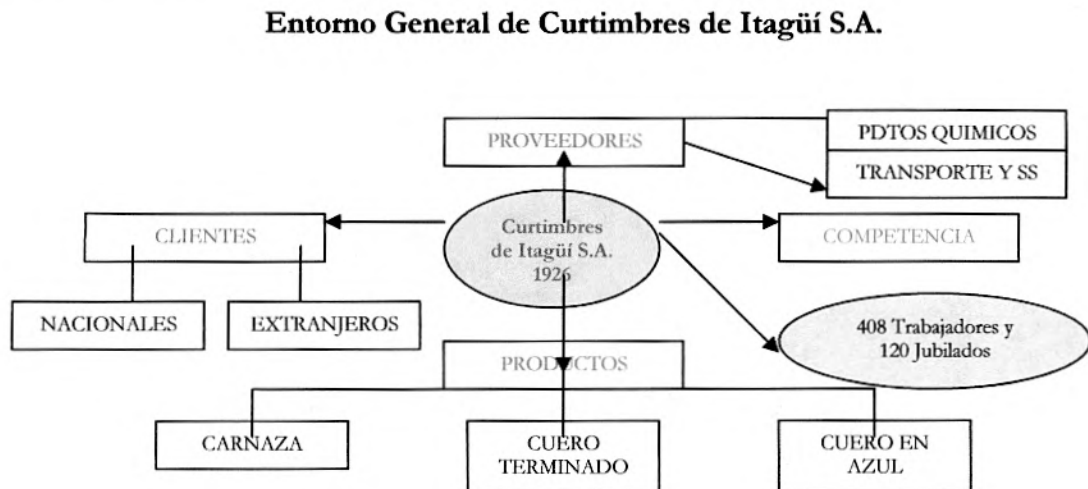 Entorno General de Curtimbres de Itagüí S.A.
PROVEEDORES
PDTOS QUIMICOS
TRANSPORTE Y SS
CLIENTES
Curtimbres
de Itagüí S.A.
1926
COMPETENCIA
NACIONALES
EXTRANJEROS
408 Trabajadores y
120 Jubilados
PRODUCTOS
CARNAZA
CUERO
TERMINADO
CUERO EN
AZUL